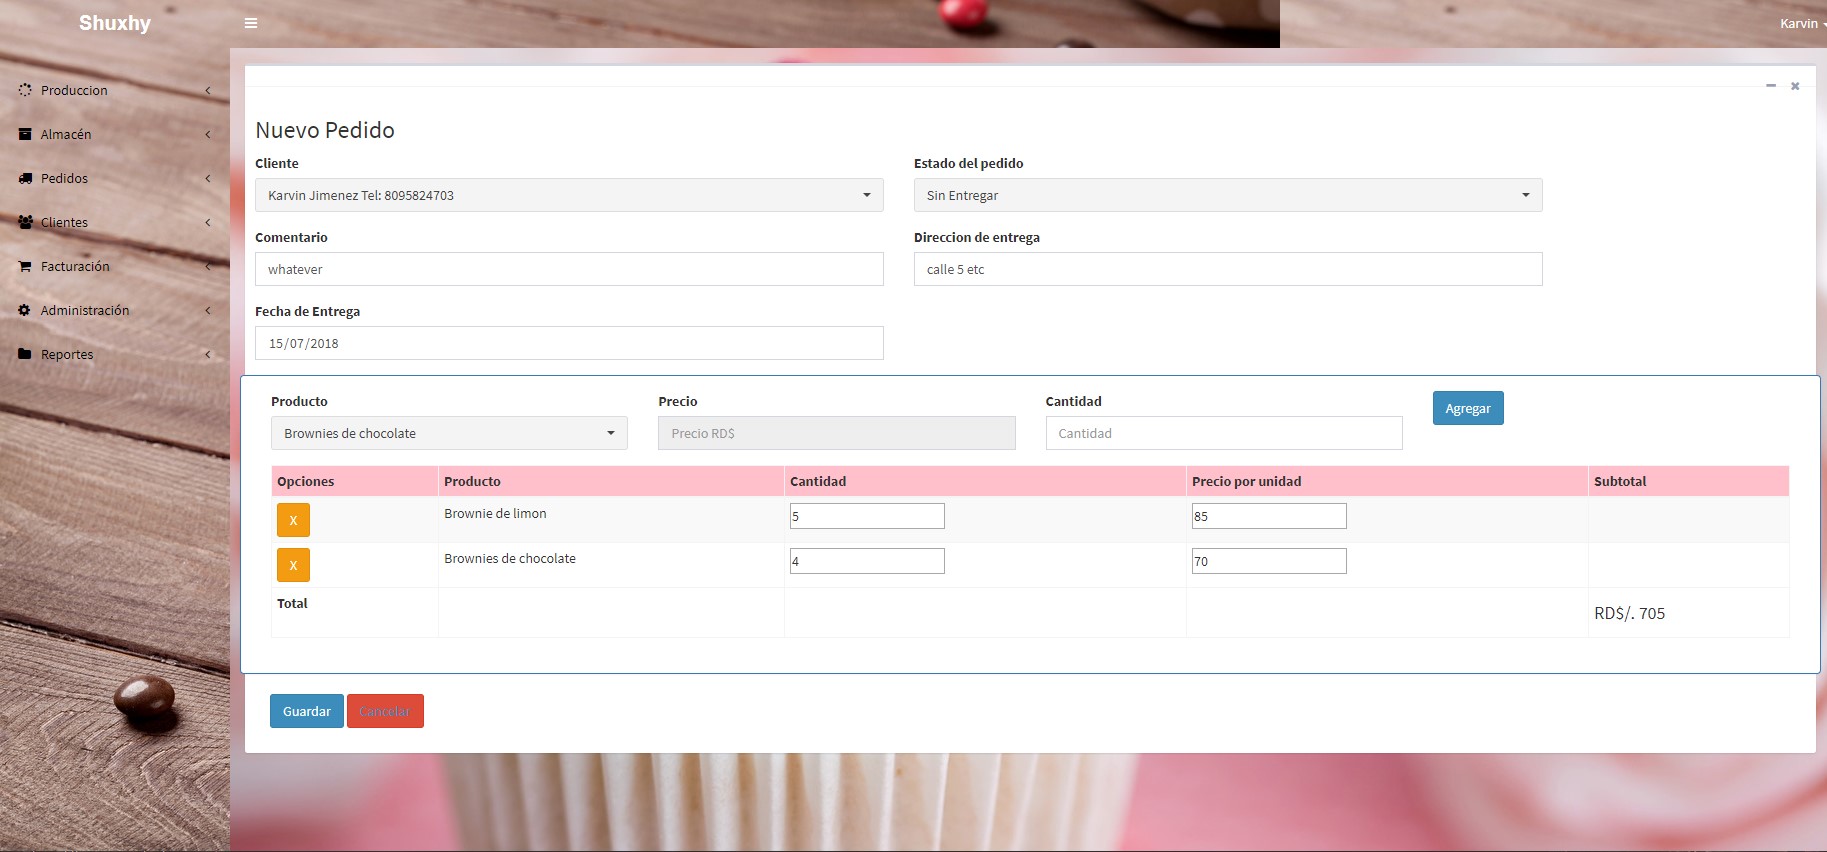 Shuxhy
Karvin
Produccion
Almacén
Pedidos
Clientes
Facturación
Administración
Reportes
Nuevo Pedido
Cliente
Estado del pedido
Karvin Jimenez Tel: 8095824703
Sin Entregar
Comentario
Direccion de entrega
whatever
calle 5 etc
Fecha de Entrega
15/07/2018
Producto
Precio
Cantidad
Agregar
Brownies de chocolate
Precio RD$
Cantidad
Opciones Producto Cantidad Precio por unidad Subtotal
X Brownie de limon 5 85
X Brownies de chocolate 4 70
Total RD$/. 705
Guardar Cancelar